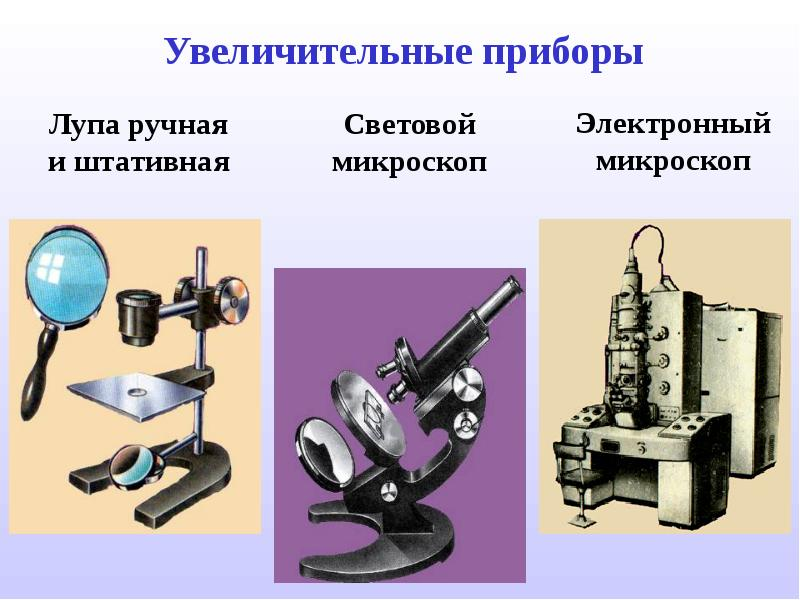 Увеличительные приборы
Лупа ручная
и штативная
Световой
микроскоп
Электронный
микроскоп